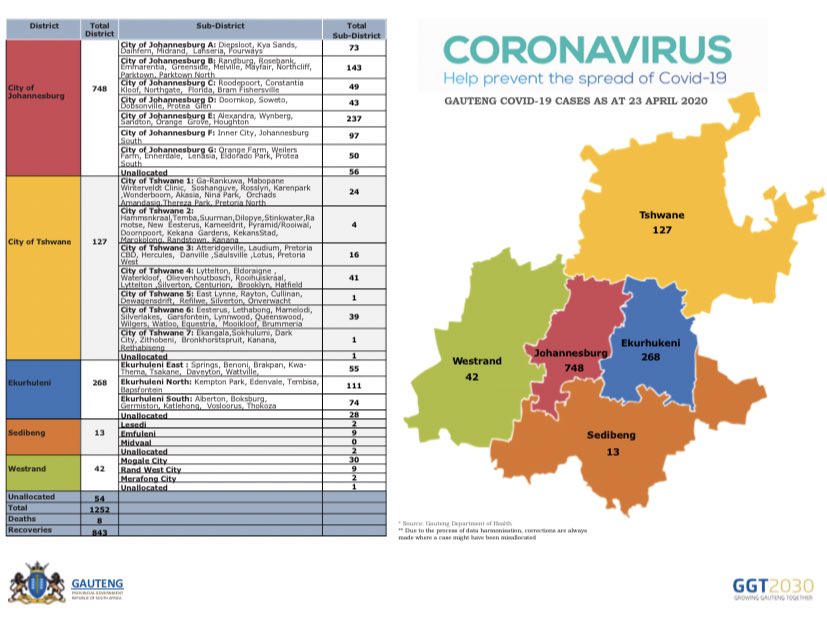 District
Total
District
Sub-District
Total
Sub-District
City of
Johannesburg
748
City of Johannesburg A: Diepsloot, Kya Sands,
Dainfern, Midrand, Lanseria, Fourways
73
City of Johannesburg B: Randburg, Rosebank,
Emmarentia, Greenside, Melville, Mayfair, Northcliff,
Parktown, Parktown North
143
City of Johannesburg C: Roodepoort, Constantia
Kloof, Northgate, Florida, Bram Fishersville
49
City of Johannesburg D: Doornkop, Soweto,
Dobsonville, Protea Glen
43
City of Johannesburg E: Alexandra, Wynberg,
Sandton, Orange Grove, Houghton
237
City of Johannesburg F: Inner City, Johannesburg
South
97
City of Johannesburg G: Orange Farm, Weilers
Farm, Ennerdale, Lenasia, Eldofado Park, Protea
South
50
Unallocated
56
City of Tshwane
127
City of Tshwane 1: Ga-Rankuwa, Mabopane
Winterveldt Clinic, Soshanguve, Rosslyn, Karenpark
,Wonderboom, Akasia, Nina Park, Orchads
Amandasig,Thereza Park, Pretoria North
24
City of Tshwane 2:
Hammsnkraal,Temba,Suurman,Dilopye,Stinkwater,Ra
motse, New Eesterus, Kameeldrit, Pyramid/Rooiwal,
Doornpoort, Kekana Gardens, KekansStad,
Marokolong, Randstown, Kanana
4
City of Tshwane 3: Atteridgeville, Laudium, Pretoria
CBD, Hercules, Danville ,Saulsville ,Lotus, Pretoria
West
16
City of Tshwane 4: Lyttelton, Eldoraigne ,
Waterkloof, Olievenhoutbosch, Rooihuiskraal,
Lyttelton ,Silverton, Centurion, Brooklyn, Hatfield
41
City of Tshwane 5: East Lynne, Rayton, Cullinan,
Dewagensdrift, Refilwe, Silverton, Onverwacht
1
City of Tshwane 6: Eesterus, Lethabong, Mamelodi,
Silverlakes, Garsfontein, Lynnwood, Queenswood,
Wilgers, Watloo, Equestria, Mooikloof, Brummeria
39
City of Tshwane 7: Ekangala,Sokhulumi, Dark
City, Zithobeni, Bronkhorstspruit, Kanana,
Rethabiseng
1
Unallocated
1
Ekurhuleni
268
Ekurhuleni East : Springs, Benoni, Brakpan, Kwa-
Thema, Tsakane, Daveyton, Wattville,
55
Ekurhuleni North: Kempton Park, Edenvale, Tembisa,
Bapsfontein
111
Ekurhuleni South: Alberton, Boksburg,
Germiston, Katlehong, Vosloorus, Thokoza
74
Unallocated
28
Sedibeng
13
Lesedi
2
Emfuleni
9
Midvaal
0
Unallocated
2
Westrand
42
Mogale City
30
Rand West City
9
Merafong City
2
Unallocated
1
Unallocated
54
Total
1252
Deaths
8
Recoveries
843
CORONAVIRUS
Help prevent the spread of Covid-19
GAUTENG COVID-19 CASES AS AT 23 APRIL 2020
Tshwane
127
Ekurhukeni
268
Johannesburg
748
Westrand
42
Sedibeng
13
* Source: Gauteng Department of Health
** Due to the process of data harmonisation, corrections are always
made where a case might have been misallocated
GAUTENG
PROVINCIAL GOVERNMENT
REPUBLIC OF SOUTH AFRICA
GGT2030
GROWING GAUTENG TOGETHER